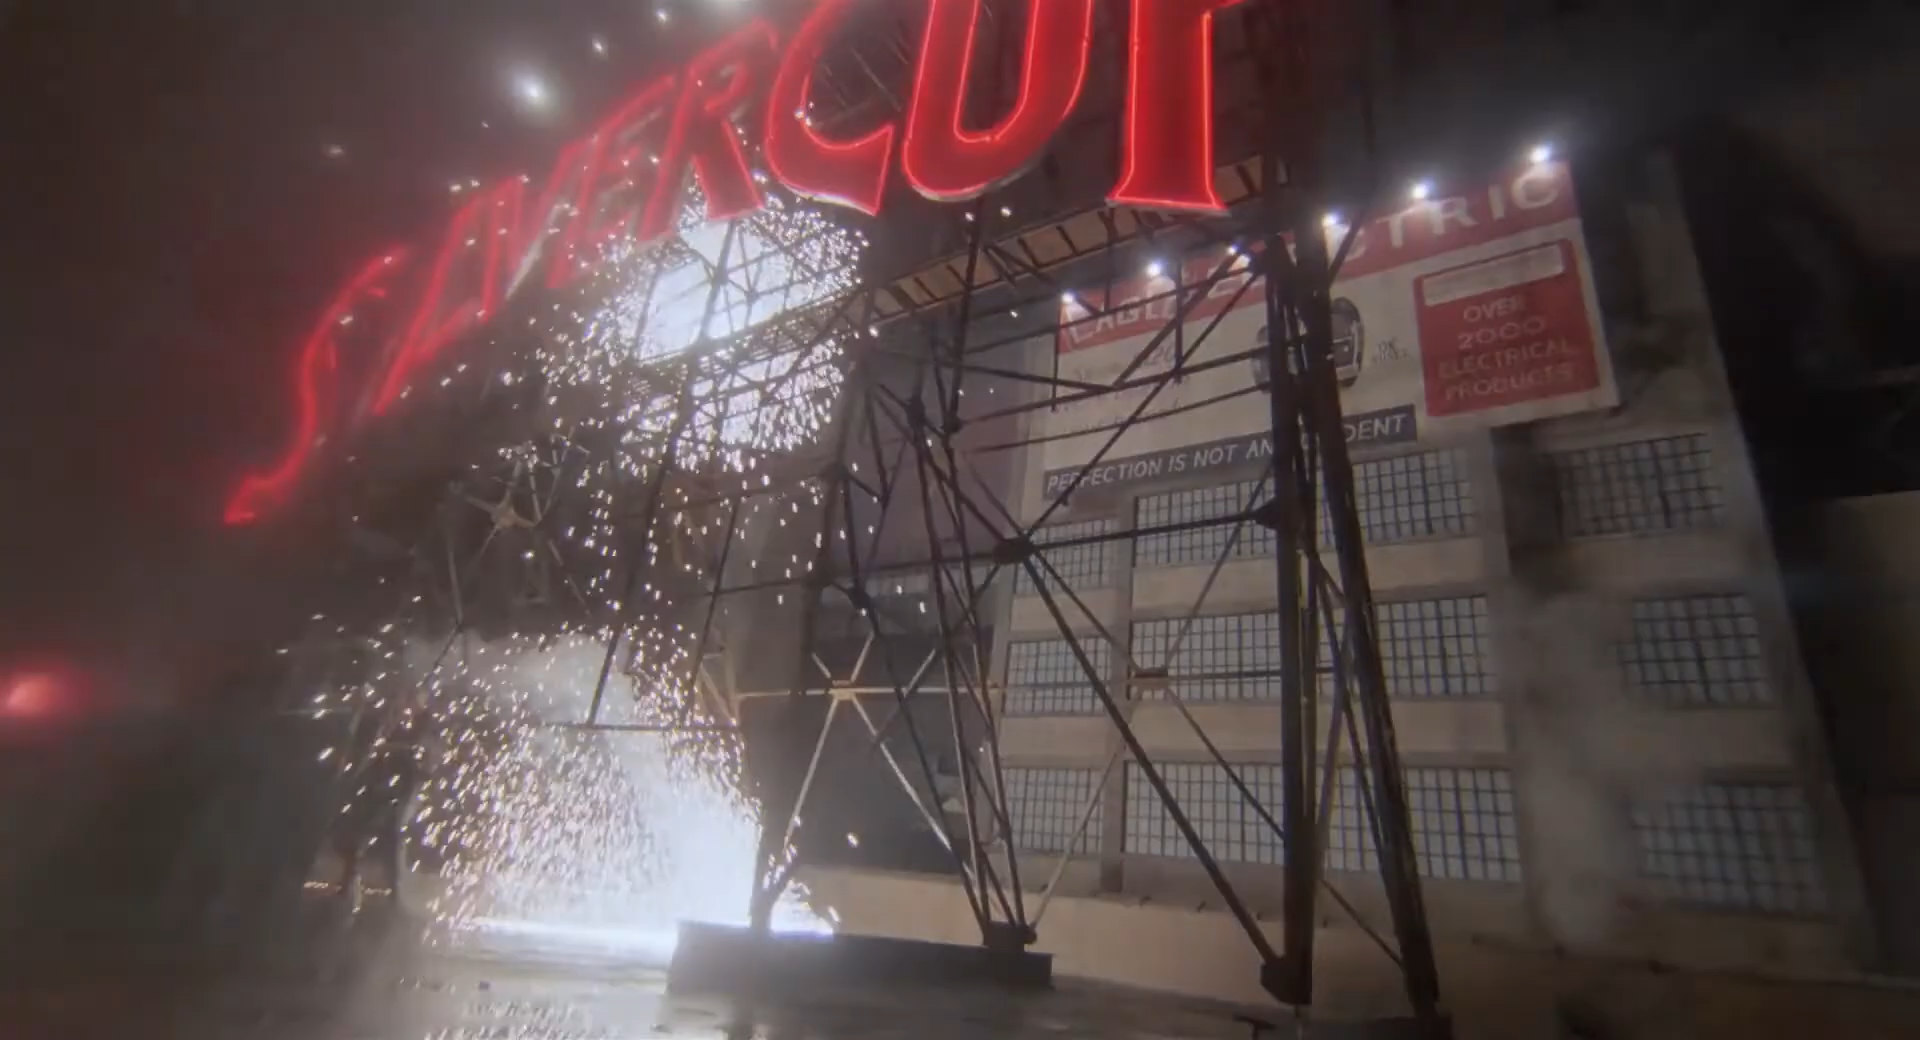 SILVERCUP
EAGLE ELECTRIC
OVER
2000
ELECTRICAL
PRODUCTS
PERFECTION IS NOT AN ACCIDENT